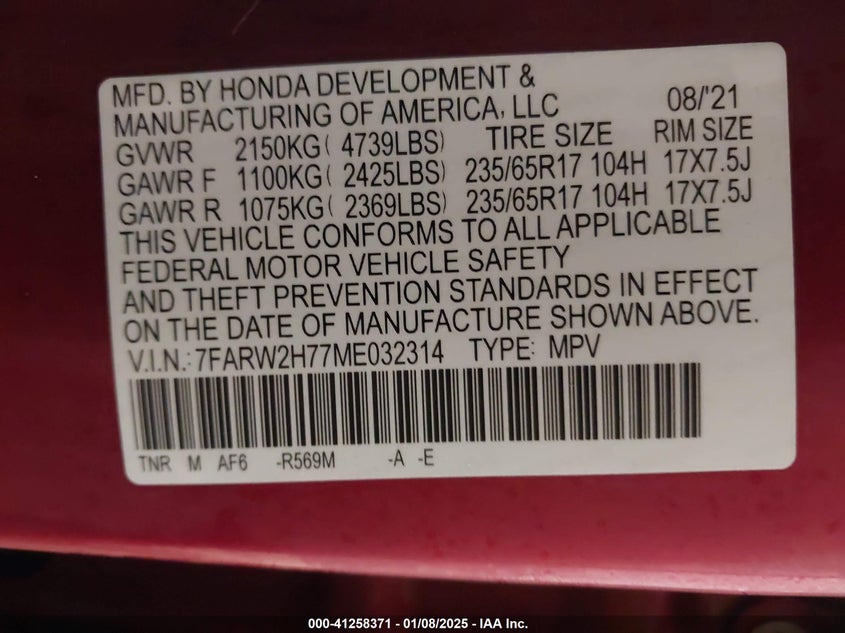 MFD. BY HONDA DEVELOPMENT &
MANUFACTURING OF AMERICA, LLC 08/'21
GVWR 2150KG( 4739LBS) TIRE SIZE RIM SIZE
GAWR F 1100KG( 2425LBS) 235/65R17 104H 17X7.5J
GAWR R 1075KG( 2369LBS) 235/65R17 104H 17X7.5J
THIS VEHICLE CONFORMS TO ALL APPLICABLE
FEDERAL MOTOR VEHICLE SAFETY
AND THEFT PREVENTION STANDARDS IN EFFECT
ON THE DATE OF MANUFACTURE SHOWN ABOVE.
V.I.N.: 7FARW2H77ME032314 TYPE: MPV
TNR M AF6 -R569M -A -E
000-41258371 - 01/08/2025 - IAA Inc.